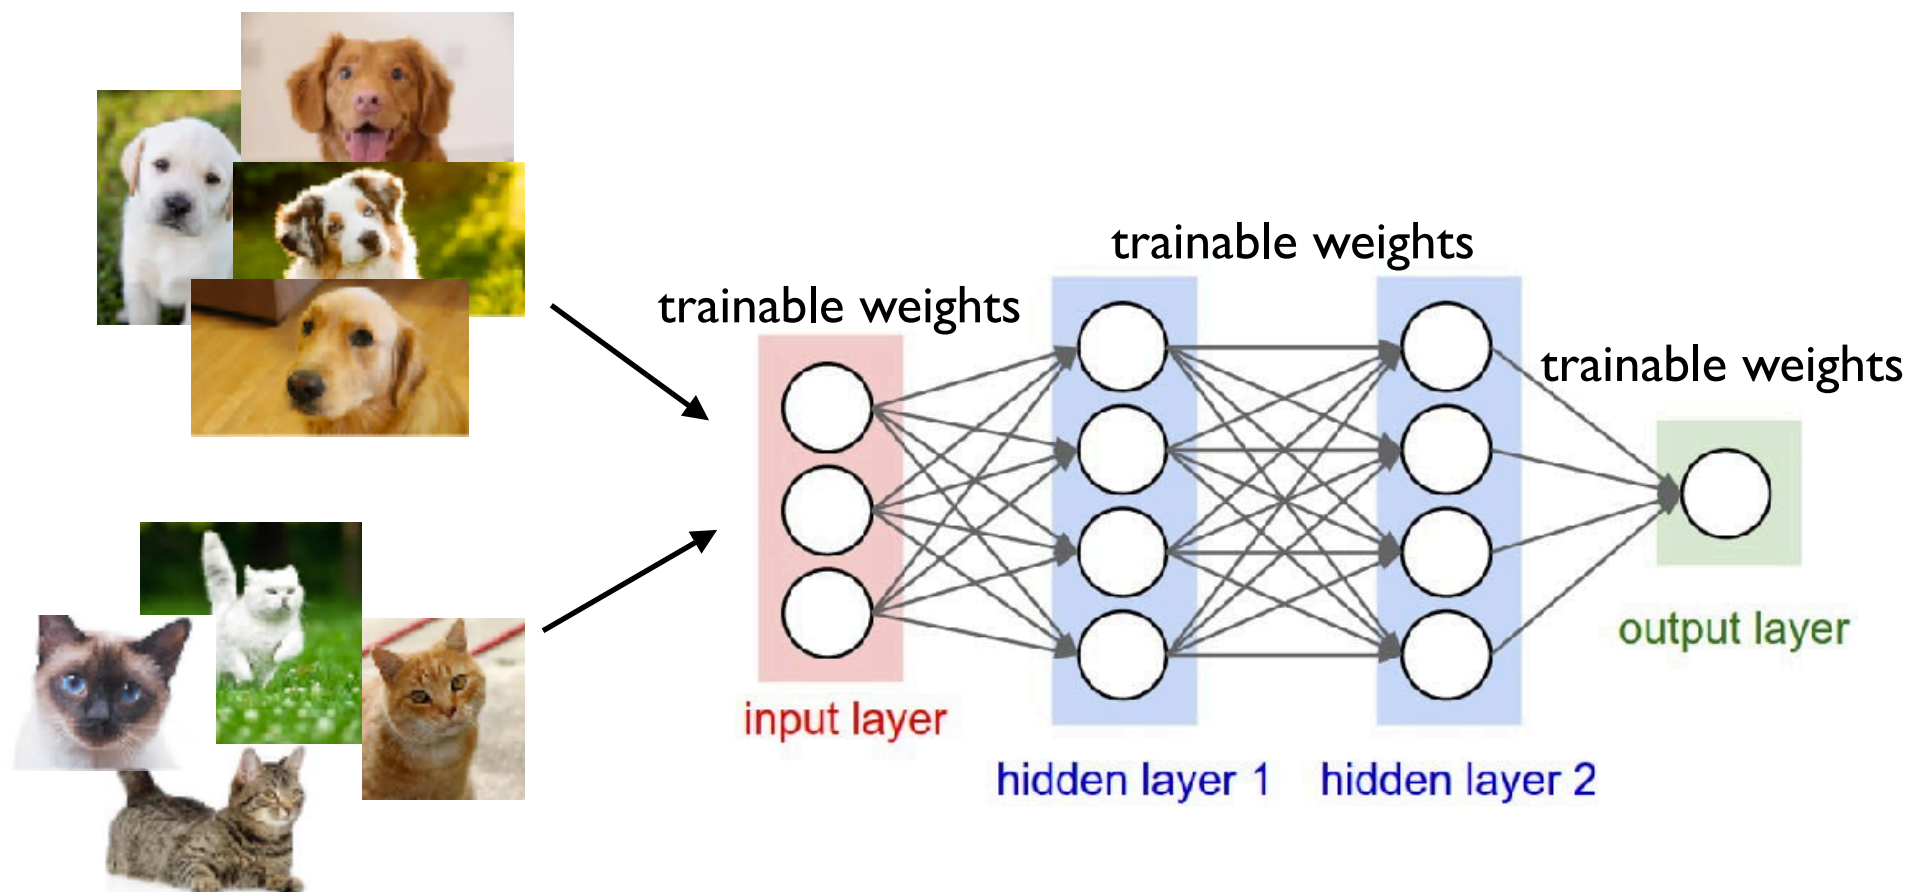 trainable weights
trainable weights
trainable weights
input layer
hidden layer 1
hidden layer 2
output layer